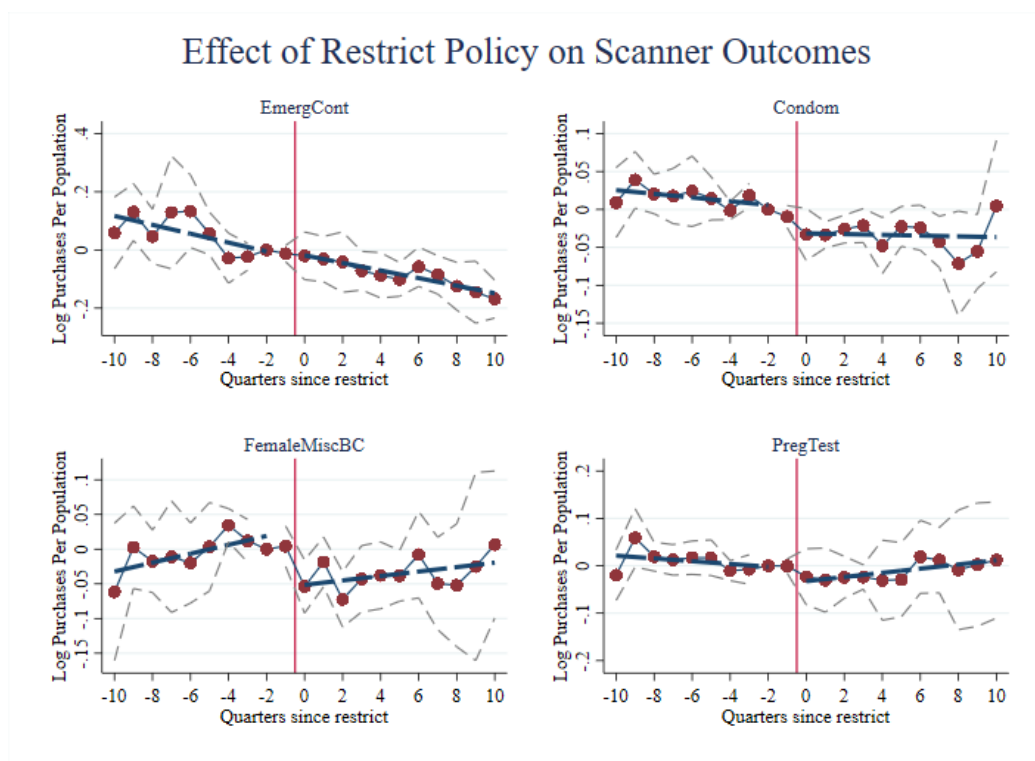 Effect of Restrict Policy on Scanner Outcomes
EmergCont
Log Purchases Per Population
.4
.2
0
-.2
-10 -8 -6 -4 -2 0 2 4 6 8 10
Quarters since restrict
Condom
Log Purchases Per Population
.1
.05
0
-.05
-.1
-.15
-10 -8 -6 -4 -2 0 2 4 6 8 10
Quarters since restrict
FemaleMiscBC
Log Purchases Per Population
.1
.05
0
-.05
-.1
-.15
-10 -8 -6 -4 -2 0 2 4 6 8 10
Quarters since restrict
PregTest
Log Purchases Per Population
.2
.1
0
-.1
-.2
-10 -8 -6 -4 -2 0 2 4 6 8 10
Quarters since restrict